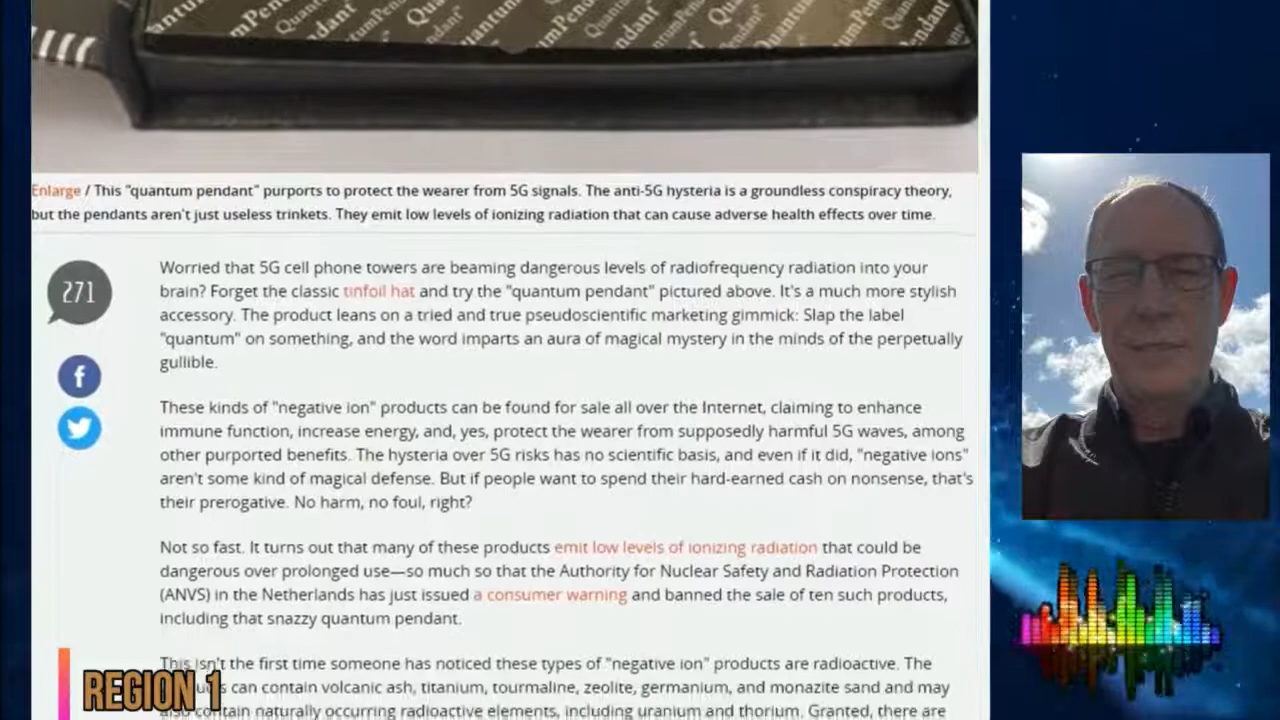 Enlarge / This "quantum pendant" purports to protect the wearer from 5G signals. The anti-5G hysteria is a groundless conspiracy theory,
but the pendants aren't just useless trinkets. They emit low levels of ionizing radiation that can cause adverse health effects over time.
271
Worried that 5G cell phone towers are beaming dangerous levels of radiofrequency radiation into your
brain? Forget the classic tinfoil hat and try the "quantum pendant" pictured above. It's a much more stylish
accessory. The product leans on a tried and true pseudoscientific marketing gimmick: Slap the label
"quantum" on something, and the word imparts an aura of magical mystery in the minds of the perpetually
gullible.
These kinds of "negative ion" products can be found for sale all over the Internet, claiming to enhance
immune function, increase energy, and, yes, protect the wearer from supposedly harmful 5G waves, among
other purported benefits. The hysteria over 5G risks has no scientific basis, and even if it did, "negative ions"
aren't some kind of magical defense. But if people want to spend their hard-earned cash on nonsense, that's
their prerogative. No harm, no foul, right?
Not so fast. It turns out that many of these products emit low levels of ionizing radiation that could be
dangerous over prolonged use—so much so that the Authority for Nuclear Safety and Radiation Protection
(ANVS) in the Netherlands has just issued a consumer warning and banned the sale of ten such products,
including that snazzy quantum pendant.
This isn't the first time someone has noticed these types of "negative ion" products are radioactive. The
can contain volcanic ash, titanium, tourmaline, zeolite, germanium, and monazite sand and may
also contain naturally occurring radioactive elements, including uranium and thorium. Granted, there are
REGION 1